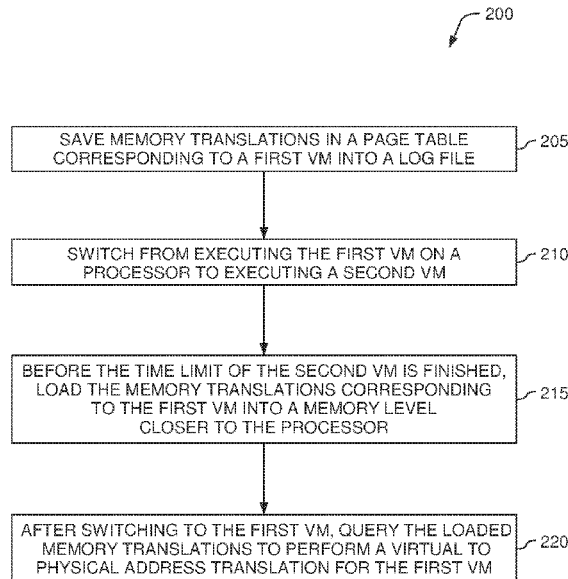 200
SAVE MEMORY TRANSLATIONS IN A PAGE TABLE
CORRESPONDING TO A FIRST VM INTO A LOG FILE
205
SWITCH FROM EXECUTING THE FIRST VM ON A
PROCESSOR TO EXECUTING A SECOND VM
210
BEFORE THE TIME LIMIT OF THE SECOND VM IS FINISHED,
LOAD THE MEMORY TRANSLATIONS CORRESPONDING
TO THE FIRST VM INTO A MEMORY LEVEL
CLOSER TO THE PROCESSOR
215
AFTER SWITCHING TO THE FIRST VM, QUERY THE LOADED
MEMORY TRANSLATIONS TO PERFORM A VIRTUAL TO
PHYSICAL ADDRESS TRANSLATION FOR THE FIRST VM
220